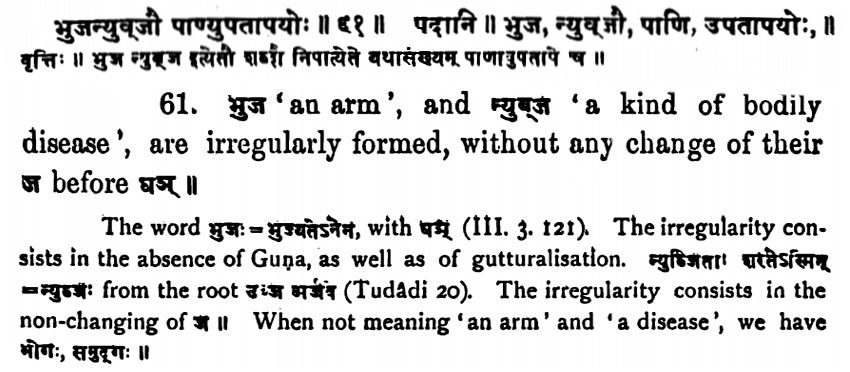 भुजन्युब्जौ पाण्युपतापयोः ॥ ६१ ॥ पदानि ॥ भुज, न्युब्जौ, पाणि, उपतापयोः, ॥
वृत्तिः ॥ भुज न्युब्ज इत्येतौ शब्दौ निपात्येते यथासंख्यम् पाणावुपतापे च ॥
61. भुज ‘an arm’, and न्युब्ज ‘a kind of bodily
disease’, are irregularly formed, without any change of their
ज before घञ् ॥
The word भुजः=भुज्यतेऽनेन, with घञ् (III. 3. 121). The irregularity con-
sists in the absence of Guṇa, as well as of gutturalisation. न्युब्जिताः शेरतेऽस्मिन्
=न्युब्जः from the root उब्ज आर्जवे (Tudâdi 20). The irregularity consists in the
non-changing of ज ॥ When not meaning ‘an arm’ and ‘a disease’, we have
भोगः, समुद्गः ॥